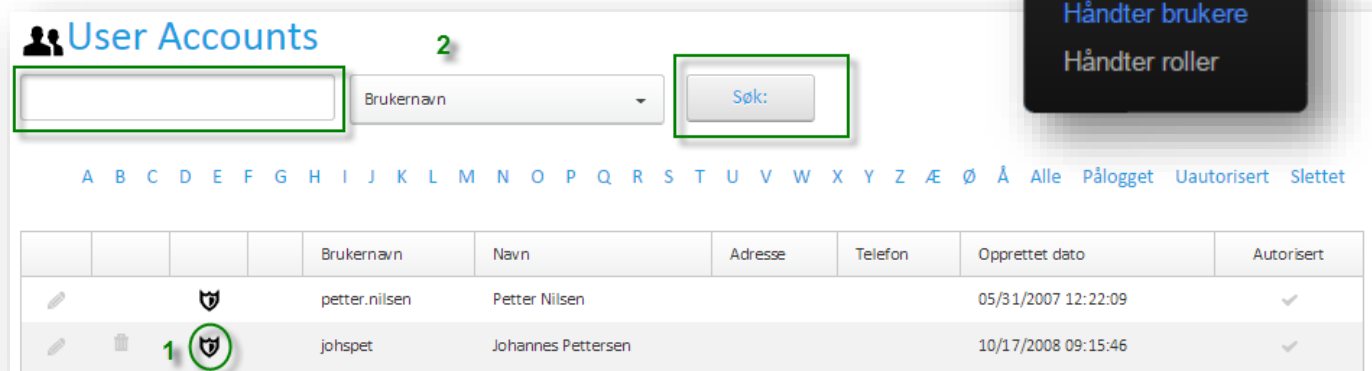 Håndter brukere
Håndter roller
User Accounts
2
Brukernavn
Søk:
A B C D E F G H I J K L M N O P Q R S T U V W X Y Z Æ Ø Å Alle Pålogget Uautorisert Slettet
Brukernavn Navn Adresse Telefon Opprettet dato Autorisert
petter.nilsen Petter Nilsen 05/31/2007 12:22:09
1 johspet Johannes Pettersen 10/17/2008 09:15:46